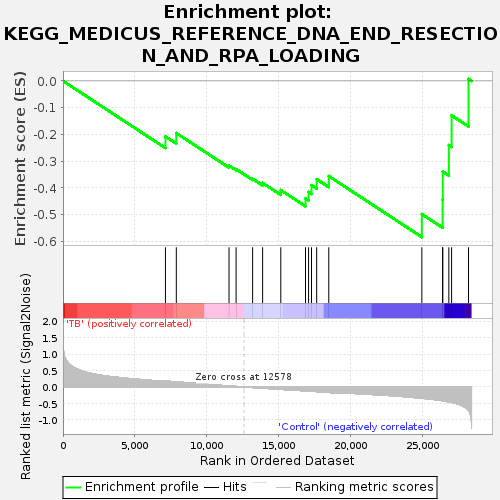 Enrichment plot:
KEGG_MEDICUS_REFERENCE_DNA_END_RESECTIO
N_AND_RPA_LOADING
Enrichment score (ES)
0.0
-0.1
-0.2
-0.3
-0.4
-0.5
-0.6
'TB' (positively correlated)
Ranked list metric (Signal2Noise)
2.0
1.5
1.0
0.5
0.0
-0.5
-1.0
Zero cross at 12578
'Control' (negatively correlated)
0
5,000
10,000
15,000
20,000
25,000
Rank in Ordered Dataset
Enrichment profile
Hits
Ranking metric scores